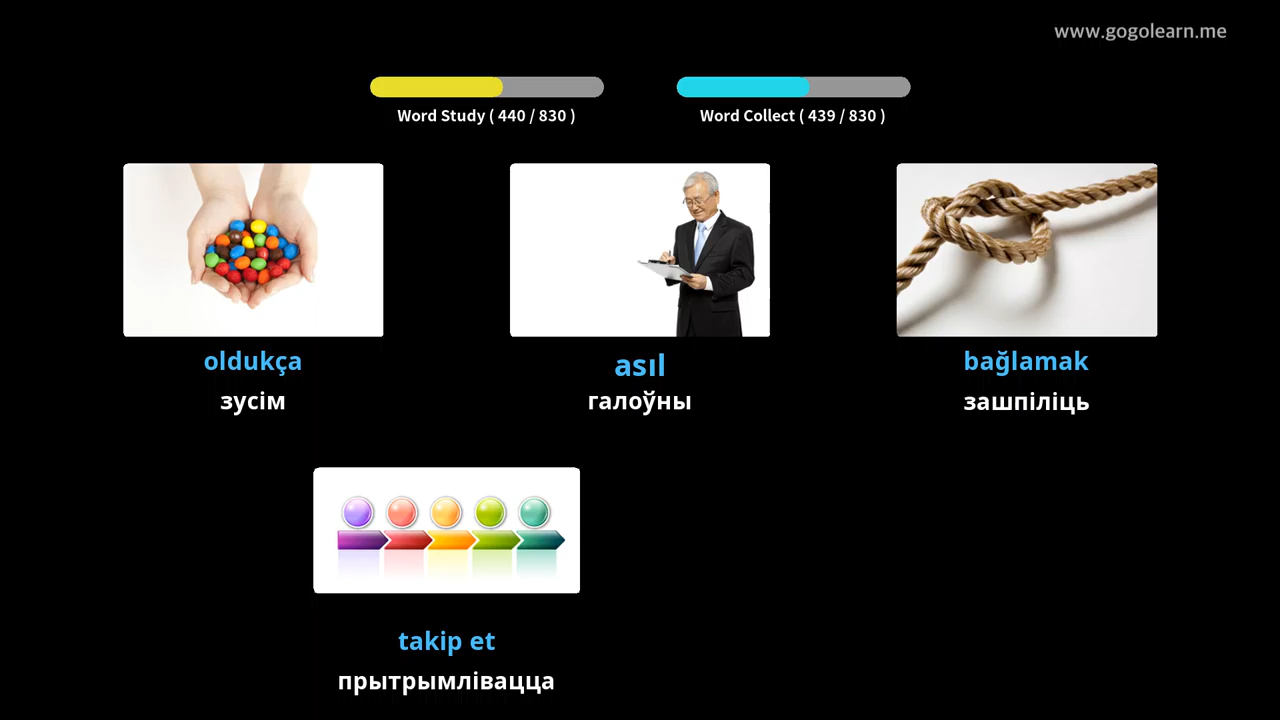 www.gogolearn.me
Word Study ( 440 / 830 )
Word Collect ( 439 / 830 )
oldukça
зусім
asıl
галоўны
bağlamak
зашпіліць
takip et
прытрымлівацца